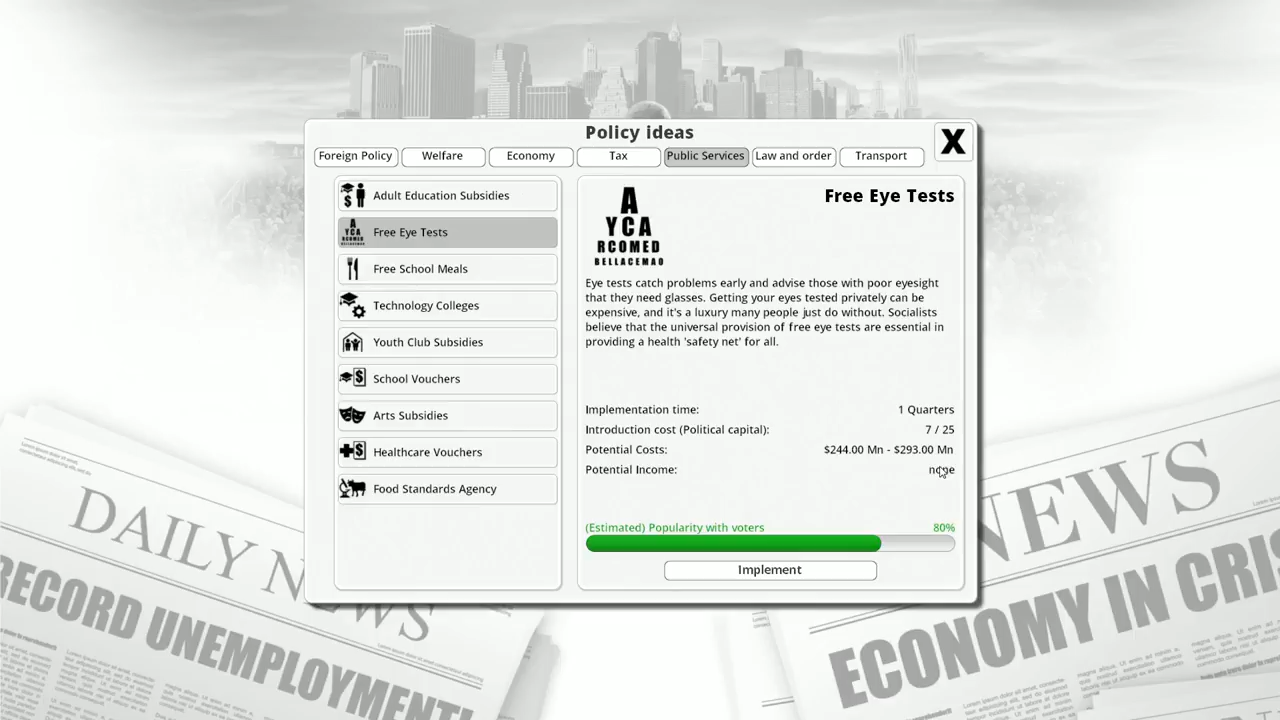 Policy ideas
X
Foreign Policy
Welfare
Economy
Tax
Public Services
Law and order
Transport
Adult Education Subsidies
A
YCA
RCOMED
BELLACEMAO
Free Eye Tests
Free School Meals
Technology Colleges
Youth Club Subsidies
School Vouchers
Arts Subsidies
Healthcare Vouchers
Food Standards Agency
A
YCA
RCOMED
BELLACEMAO
Free Eye Tests
Eye tests catch problems early and advise those with poor eyesight
that they need glasses. Getting your eyes tested privately can be
expensive, and it's a luxury many people just do without. Socialists
believe that the universal provision of free eye tests are essential in
providing a health 'safety net' for all.
Implementation time: 1 Quarters
Introduction cost (Political capital): 7 / 25
Potential Costs: $244.00 Mn - $293.00 Mn
Potential Income: none
(Estimated) Popularity with voters 80%
Implement
DAILY NEWS
RECORD UNEMPLOYMENT!
NEWS
ECONOMY IN CRIS